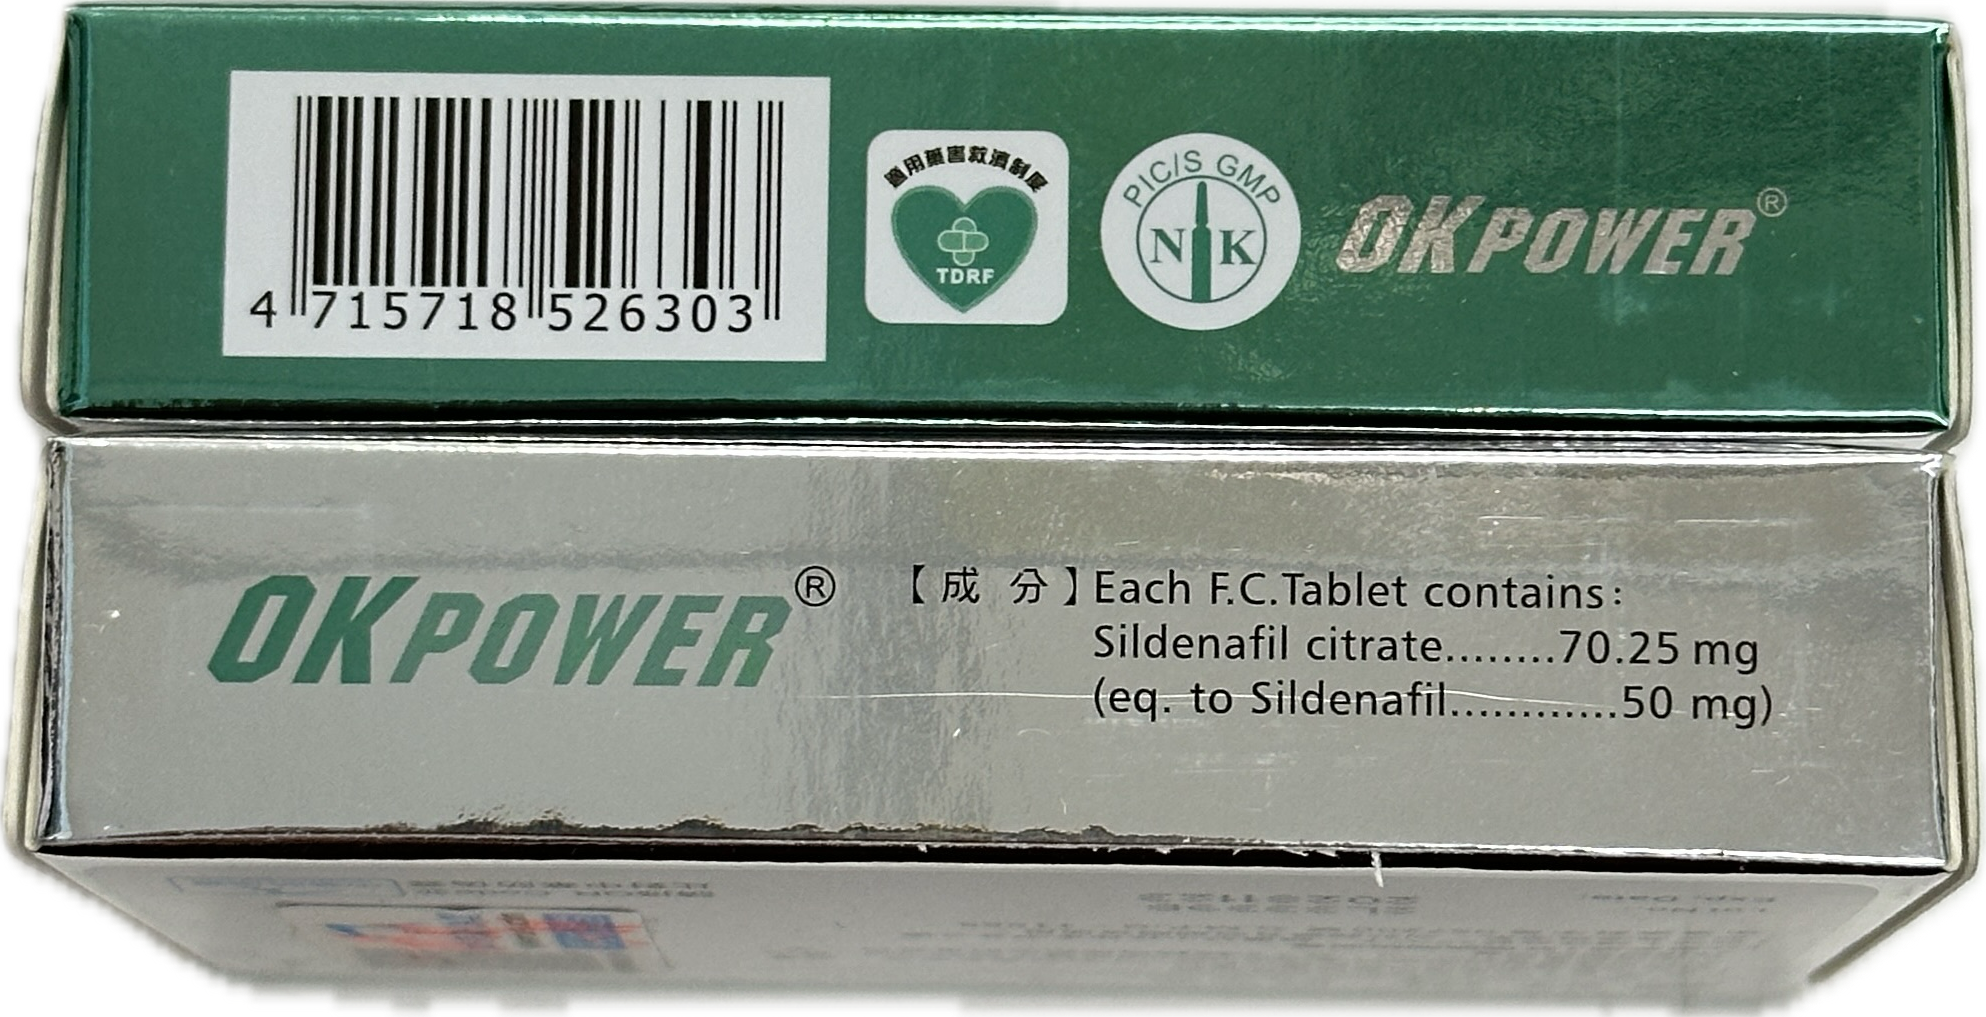 4 715718 526303
適用藥害救濟制度
TDRF
PIC/S GMP
N K
OKPOWER®
OKPOWER®
【成 分】Each F.C.Tablet contains:
Sildenafil citrate........70.25 mg
(eq. to Sildenafil.............50 mg)